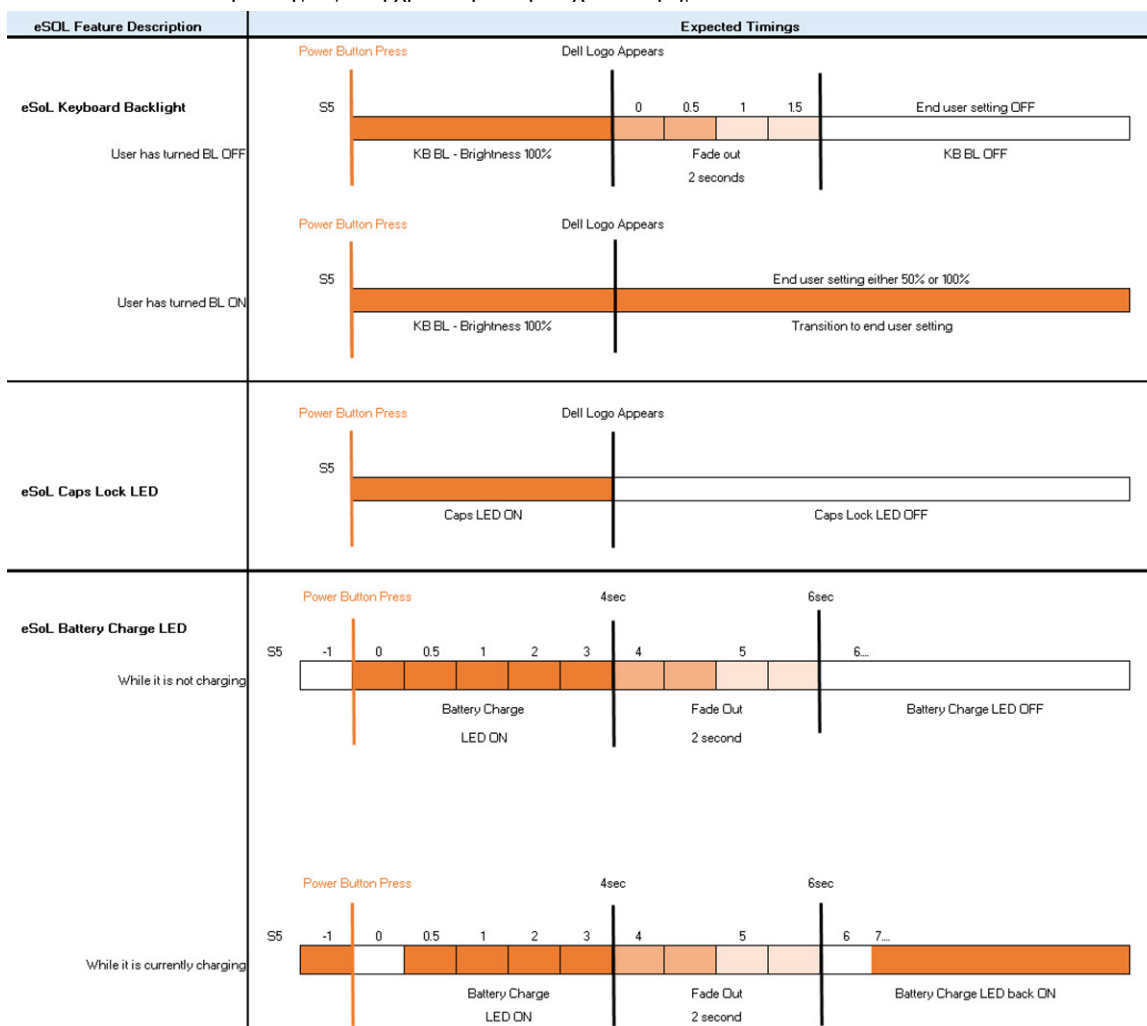 eSOL Feature Description Expected Timings
Power Button Press Dell Logo Appears
eSoL Keyboard Backlight S5 0 0.5 1 1.5 End user setting OFF
User has turned BL OFF KB BL - Brightness 100% Fade out KB BL OFF
2 seconds
Power Button Press Dell Logo Appears
S5 End user setting either 50% or 100%
User has turned BL ON KB BL - Brightness 100% Transition to end user setting
Power Button Press Dell Logo Appears
S5
eSoL Caps Lock LED
Caps LED ON Caps Lock LED OFF
Power Button Press 4sec 6sec
eSoL Battery Charge LED
S5 -1 0 0.5 1 2 3 4 5 6...
While it is not charging
Battery Charge Fade Out Battery Charge LED OFF
LED ON 2 second
Power Button Press 4sec 6sec
S5 -1 0 0.5 1 2 3 4 5 6 7...
While it is currently charging
Battery Charge Fade Out Battery Charge LED back ON
LED ON 2 second